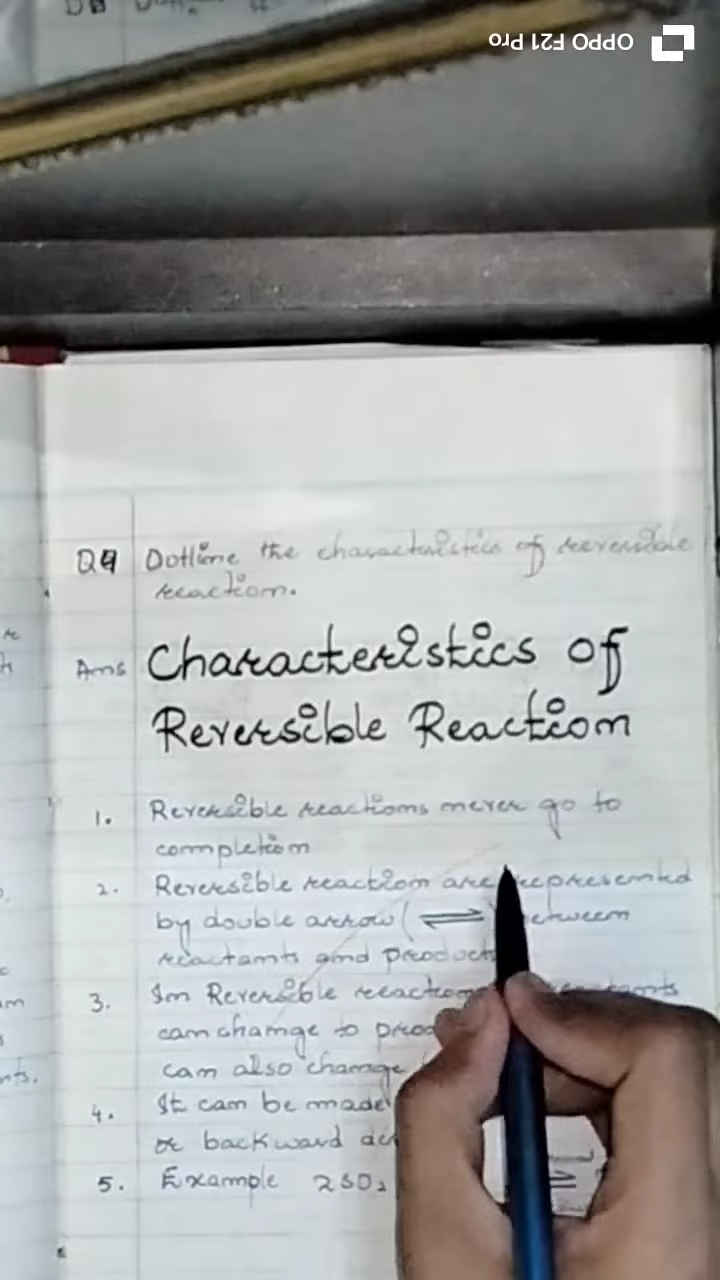 OPPO F21 Pro
Q4 Outline the characteristics of reversible
reaction.
Ans Characteristics of
Reversible Reaction
1. Reversible reactions never go to
completion
2. Reversible reaction are represented
by double arrow (⇌) between
reactants and product
3. In Reversible reaction
can change to
can also change
4. It can be made
or backward
5. Example 2SO₂ ⇌
nts.